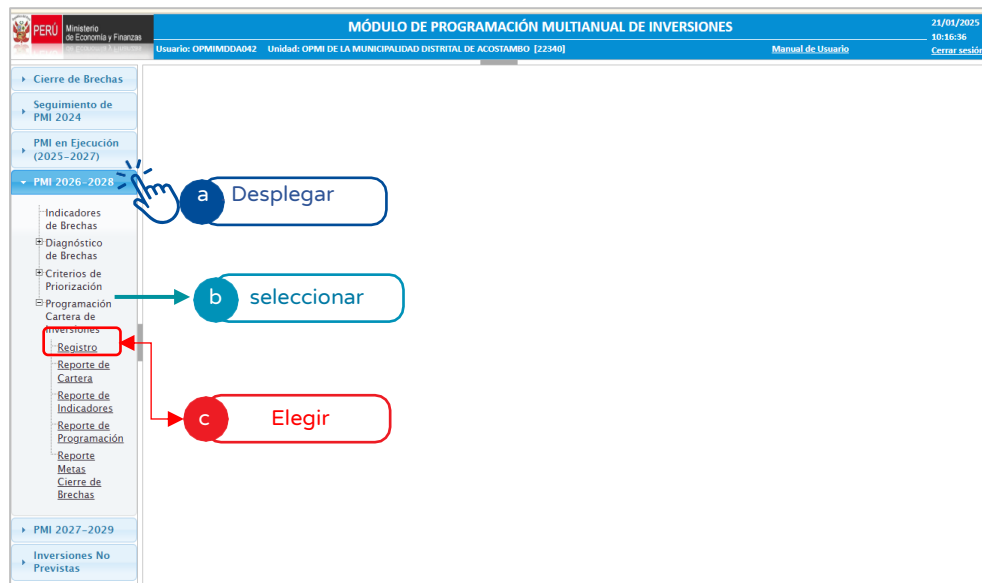 PERÚ
Ministerio
de Economía y Finanzas
MÓDULO DE PROGRAMACIÓN MULTIANUAL DE INVERSIONES
21/01/2025
10:16:36
Usuario: OPMIMDDA042 Unidad: OPMI DE LA MUNICIPALIDAD DISTRITAL DE ACOSTAMBO [22340]
Manual de Usuario
Cerrar sesión
Cierre de Brechas
Seguimiento de
PMI 2024
PMI en Ejecución
(2025-2027)
PMI 2026-2028
a Desplegar
Indicadores
de Brechas
Diagnóstico
de Brechas
Criterios de
Priorización
b seleccionar
Programación
Cartera de
Inversiones
Registro
Reporte de
Cartera
Reporte de
Indicadores
c Elegir
Reporte de
Programación
Reporte
Metas
Cierre de
Brechas
PMI 2027-2029
Inversiones No
Previstas